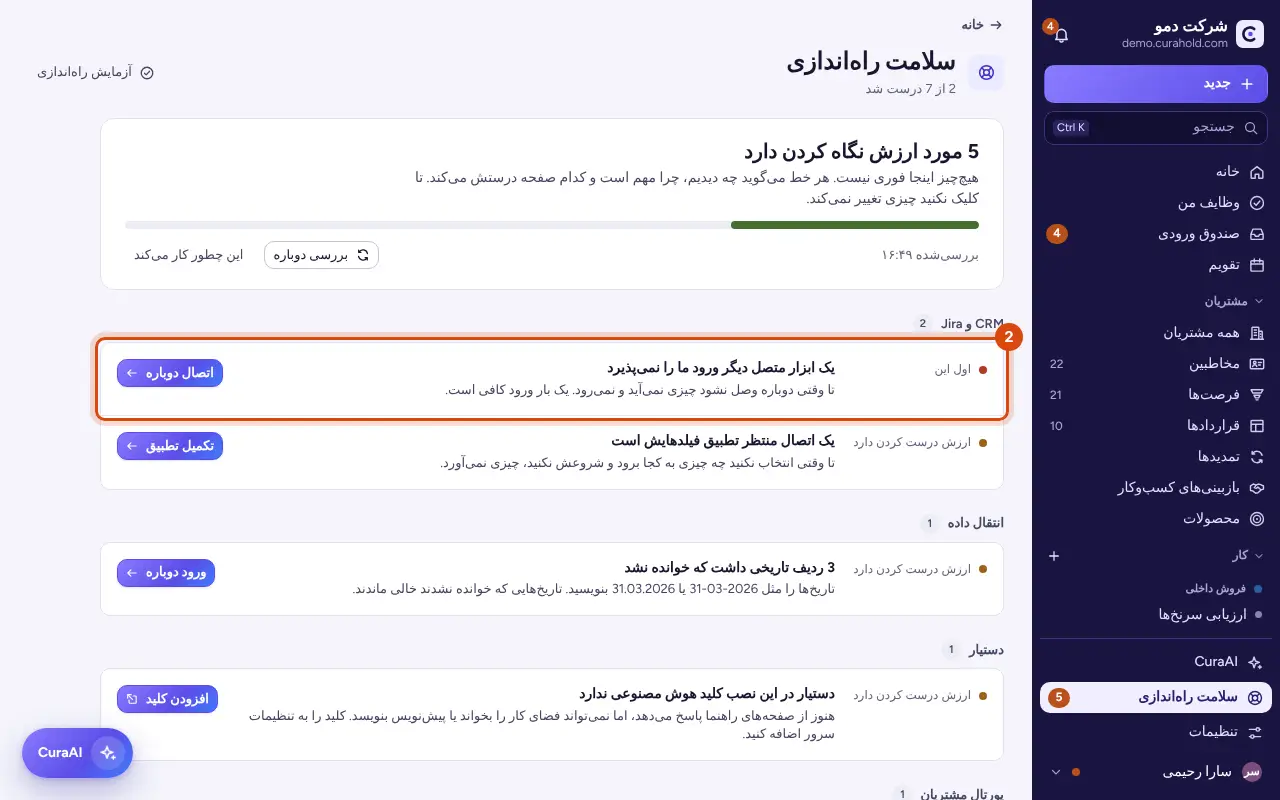 شرکت دمو
demo.curahold.com
4
جدید
جستجو
Ctrl K
خانه
وظایف من
صندوق ورودی
4
تقویم
مشتریان
همه مشتریان
مخاطبین
22
فرصت‌ها
21
قراردادها
10
تمدیدها
بازبینی‌های کسب‌وکار
محصولات
کار
فروش داخلی
ارزیابی سرنخ‌ها
CuraAI
سلامت راه‌اندازی
5
تنظیمات
سر
سارا رحیمی
خانه
سلامت راه‌اندازی
2 از 7 درست شد
آزمایش راه‌اندازی
5 مورد ارزش نگاه کردن دارد
هیچ‌چیز اینجا فوری نیست. هر خط می‌گوید چه دیدیم، چرا مهم است و کدام صفحه درستش می‌کند. تا
کلیک نکنید چیزی تغییر نمی‌کند.
بررسی‌شده ۱۶:۴۹
بررسی دوباره
این چطور کار می‌کند
CRM و Jira
2
2
اول این
یک ابزار متصل دیگر ورود ما را نمی‌پذیرد
تا وقتی دوباره وصل نشود چیزی نمی‌آید و نمی‌رود. یک بار ورود کافی است.
اتصال دوباره
ارزش درست کردن دارد
یک اتصال منتظر تطبیق فیلدهایش است
تا وقتی انتخاب نکنید چه چیزی به کجا برود و شروعش نکنید، چیزی نمی‌آورد.
تکمیل تطبیق
انتقال داده
1
ارزش درست کردن دارد
3 ردیف تاریخی داشت که خوانده نشد
تاریخ‌ها را مثل 2026-03-31 یا 31.03.2026 بنویسید. تاریخ‌هایی که خوانده نشدند خالی ماندند.
ورود دوباره
دستیار
1
ارزش درست کردن دارد
دستیار در این نصب کلید هوش مصنوعی ندارد
هنوز از صفحه‌های راهنما پاسخ می‌دهد، اما نمی‌تواند فضای کار را بخواند یا پیش‌نویس بنویسد. کلید را به تنظیمات
سرور اضافه کنید.
افزودن کلید
پورتال مشتریان
1
CuraAI